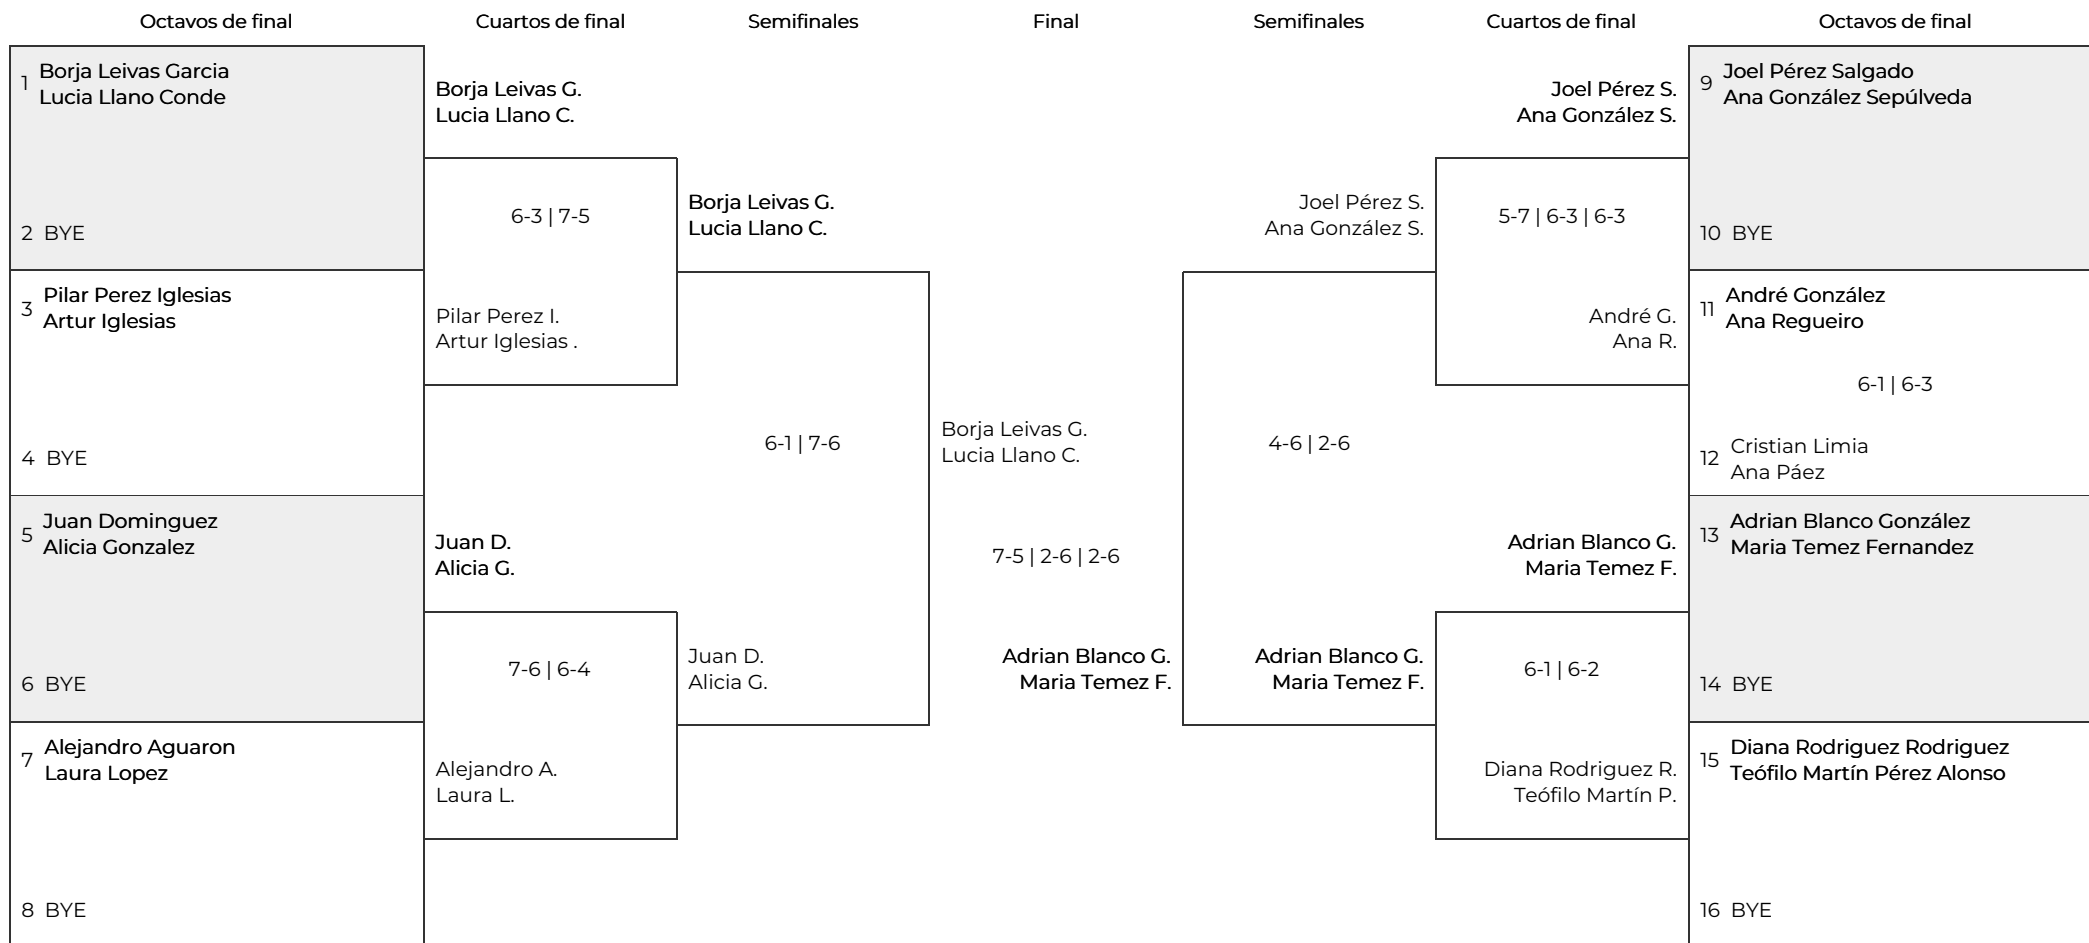 Octavos de final
Cuartos de final
Semifinales
Final
Semifinales
Cuartos de final
Octavos de final
1
Borja Leivas Garcia
Lucia Llano Conde
2 BYE
3
Pilar Perez Iglesias
Artur Iglesias
4 BYE
5
Juan Dominguez
Alicia Gonzalez
6 BYE
7
Alejandro Aguaron
Laura Lopez
8 BYE
Borja Leivas G.
Lucia Llano C.
6-3 | 7-5
Pilar Perez I.
Artur Iglesias .
Juan D.
Alicia G.
7-6 | 6-4
Alejandro A.
Laura L.
Borja Leivas G.
Lucia Llano C.
6-1 | 7-6
Juan D.
Alicia G.
Borja Leivas G.
Lucia Llano C.
7-5 | 2-6 | 2-6
Adrian Blanco G.
Maria Temez F.
Joel Pérez S.
Ana González S.
4-6 | 2-6
Adrian Blanco G.
Maria Temez F.
Joel Pérez S.
Ana González S.
5-7 | 6-3 | 6-3
André G.
Ana R.
Adrian Blanco G.
Maria Temez F.
6-1 | 6-2
Diana Rodriguez R.
Teófilo Martín P.
9
Joel Pérez Salgado
Ana González Sepúlveda
10 BYE
11
André González
Ana Regueiro
6-1 | 6-3
12
Cristian Limia
Ana Páez
13
Adrian Blanco González
Maria Temez Fernandez
14 BYE
15
Diana Rodriguez Rodriguez
Teófilo Martín Pérez Alonso
16 BYE